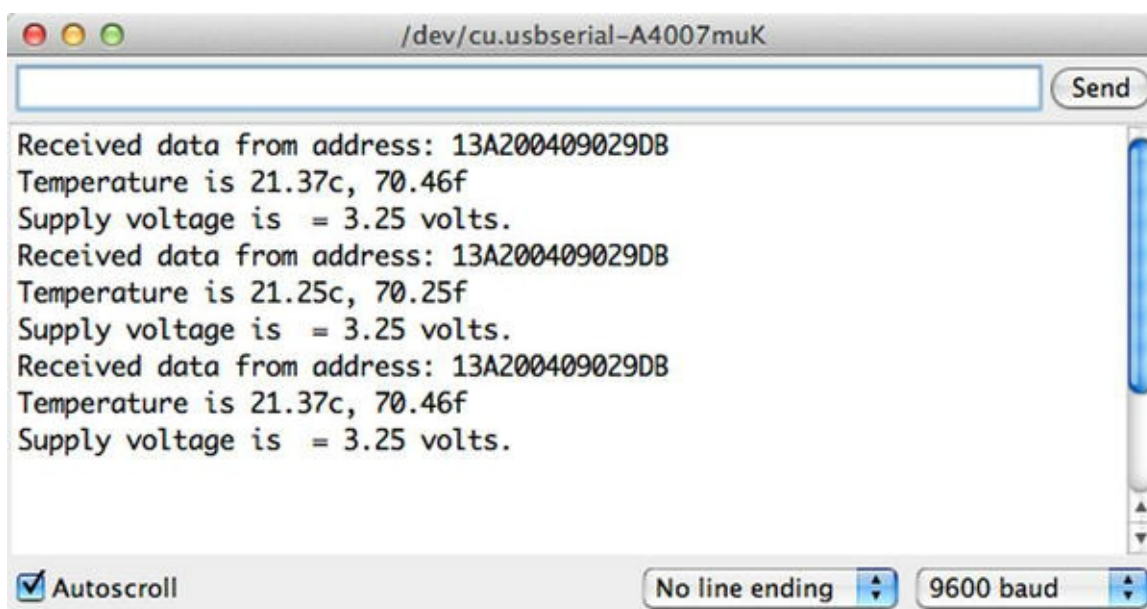 /dev/cu.usbserial-A4007muK
Send
Received data from address: 13A200409029DB
Temperature is 21.37c, 70.46f
Supply voltage is  = 3.25 volts.
Received data from address: 13A200409029DB
Temperature is 21.25c, 70.25f
Supply voltage is  = 3.25 volts.
Received data from address: 13A200409029DB
Temperature is 21.37c, 70.46f
Supply voltage is  = 3.25 volts.
Autoscroll
No line ending
9600 baud